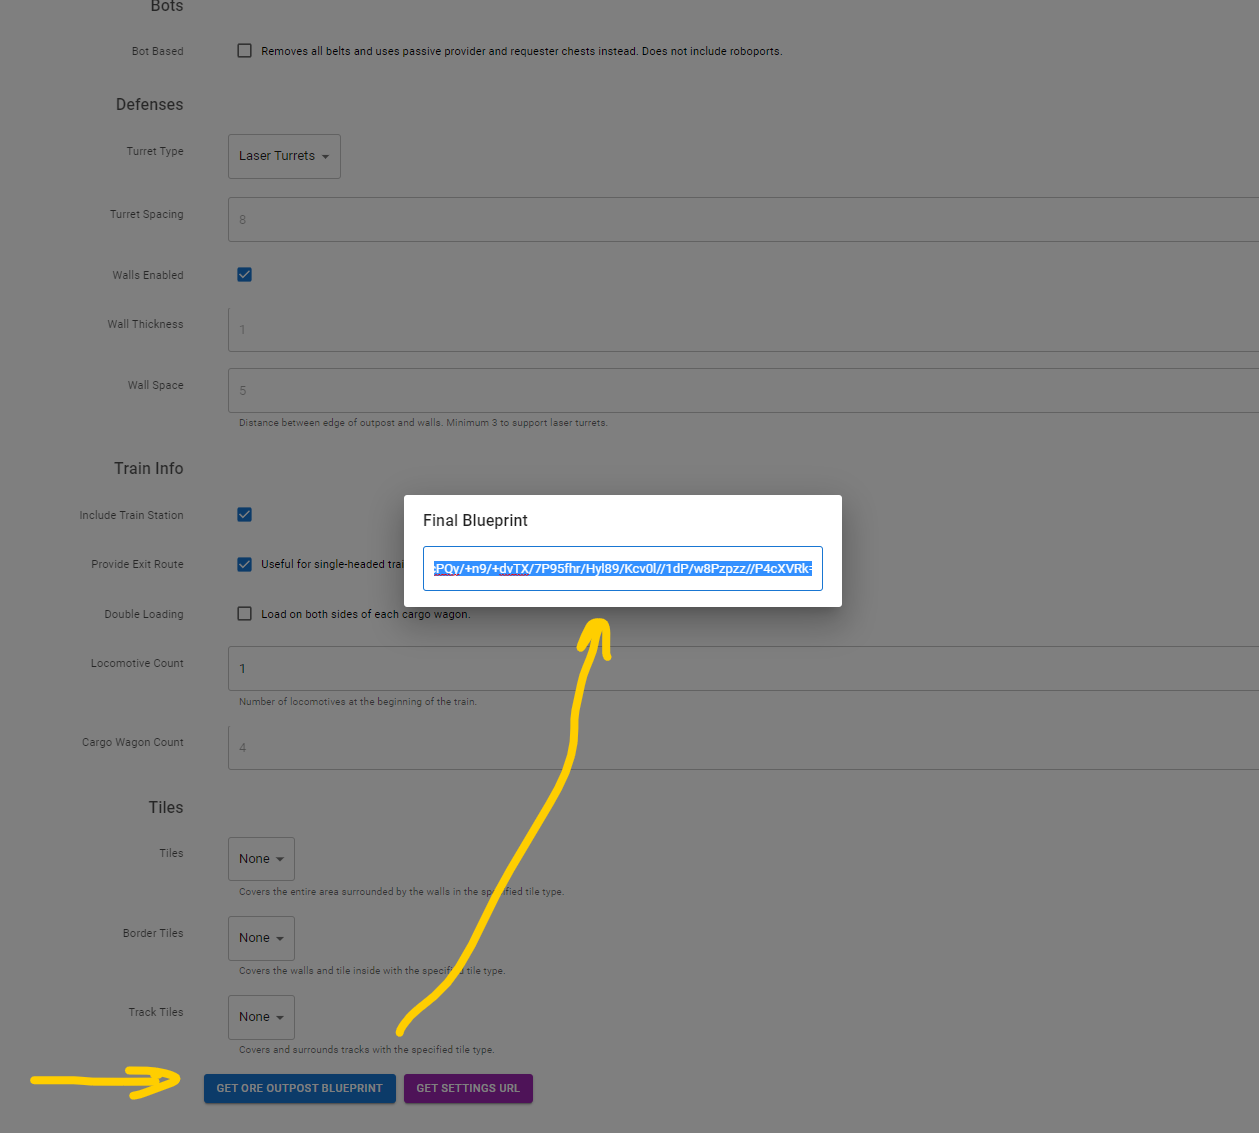 Bots
Bot Based
Removes all belts and uses passive provider and requester chests instead. Does not include roboports.
Defenses
Turret Type
Laser Turrets
Turret Spacing
8
Walls Enabled
Wall Thickness
1
Wall Space
5
Distance between edge of outpost and walls. Minimum 3 to support laser turrets.
Train Info
Include Train Station
Final Blueprint
Provide Exit Route
Useful for single-headed trai
PQy/+n9/+dvTX/7P95fhr/Hyl89/Kcv0l//1dP/w8Pzpzz//P4cXVRk=
Double Loading
Load on both sides of each cargo wagon.
Locomotive Count
1
Number of locomotives at the beginning of the train.
Cargo Wagon Count
4
Tiles
Tiles
None
Covers the entire area surrounded by the walls in the specified tile type.
Border Tiles
None
Covers the walls and tile inside with the specified tile type.
Track Tiles
None
Covers and surrounds tracks with the specified tile type.
GET ORE OUTPOST BLUEPRINT
GET SETTINGS URL